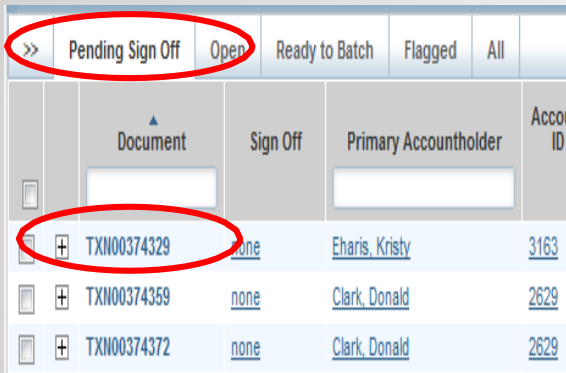 >> Pending Sign Off Open Ready to Batch Flagged All
Document Sign Off Primary Accountholder Accou
ID
TXN00374329 none Eharis, Kristy 3163
TXN00374359 none Clark, Donald 2629
TXN00374372 none Clark, Donald 2629